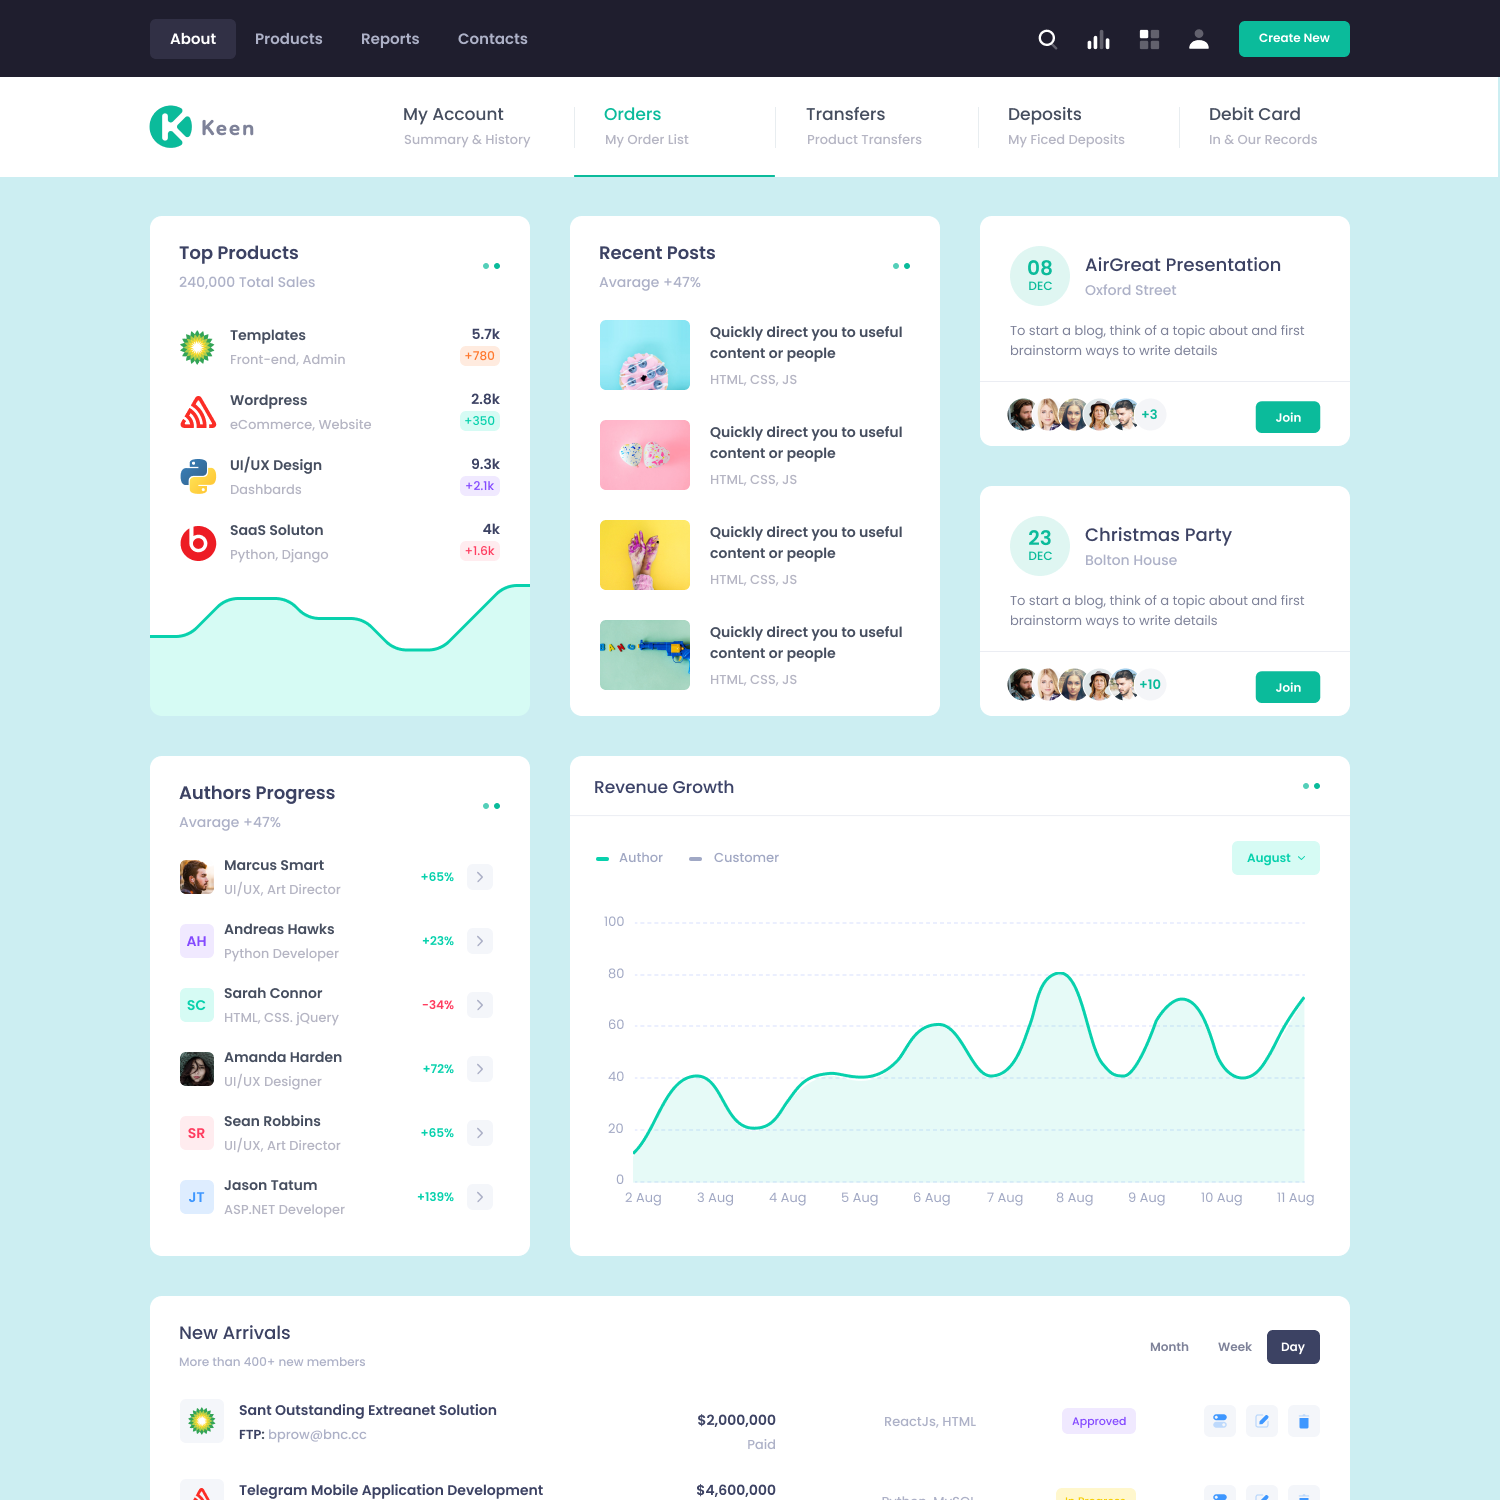 About Products Reports Contacts Create New
Keen
My Account Orders Transfers Deposits Debit Card
Summary & History My Order List Product Transfers My Ficed Deposits In & Our Records
Top Products
240,000 Total Sales
Templates 5.7k
Front-end, Admin +780
Wordpress 2.8k
eCommerce, Website +350
UI/UX Design 9.3k
Dashbards +2.1k
SaaS Soluton 4k
Python, Django +1.6k
Recent Posts
Avarage +47%
Quickly direct you to useful
content or people
HTML, CSS, JS
Quickly direct you to useful
content or people
HTML, CSS, JS
Quickly direct you to useful
content or people
HTML, CSS, JS
Quickly direct you to useful
content or people
HTML, CSS, JS
08
DEC
AirGreat Presentation
Oxford Street
To start a blog, think of a topic about and first
brainstorm ways to write details
+3 Join
23
DEC
Christmas Party
Bolton House
To start a blog, think of a topic about and first
brainstorm ways to write details
+10 Join
Authors Progress
Avarage +47%
Marcus Smart
UI/UX, Art Director
+65%
AH
Andreas Hawks
Python Developer
+23%
SC
Sarah Connor
HTML, CSS. jQuery
-34%
Amanda Harden
UI/UX Designer
+72%
SR
Sean Robbins
UI/UX, Art Director
+65%
JT
Jason Tatum
ASP.NET Developer
+139%
Revenue Growth
Author Customer August
100
80
60
40
20
0
2 Aug 3 Aug 4 Aug 5 Aug 6 Aug 7 Aug 8 Aug 9 Aug 10 Aug 11 Aug
New Arrivals
More than 400+ new members
Month Week Day
Sant Outstanding Extreanet Solution
FTP: bprow@bnc.cc
$2,000,000
Paid
ReactJs, HTML
Approved
Telegram Mobile Application Development
$4,600,000
Python, MySQL
In Progress